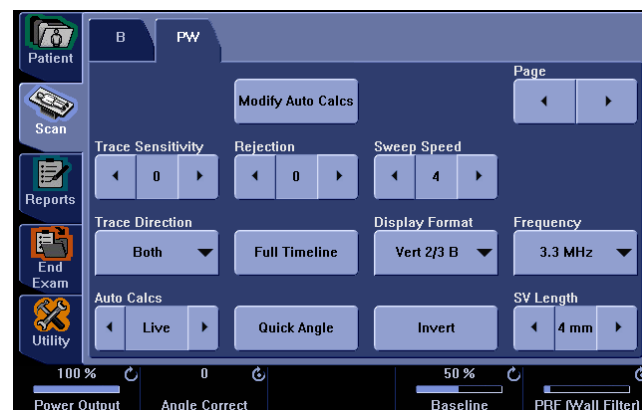 B PW
Patient
Page
Modify Auto Calcs
Scan
Trace Sensitivity Rejection Sweep Speed
0 0 4
Reports
Trace Direction Display Format Frequency
Both Full Timeline Vert 2/3 B 3.3 MHz
End
Exam
Auto Calcs SV Length
Live Quick Angle Invert 4 mm
Utility
100 % 0 50 %
Power Output Angle Correct Baseline PRF (Wall Filter)